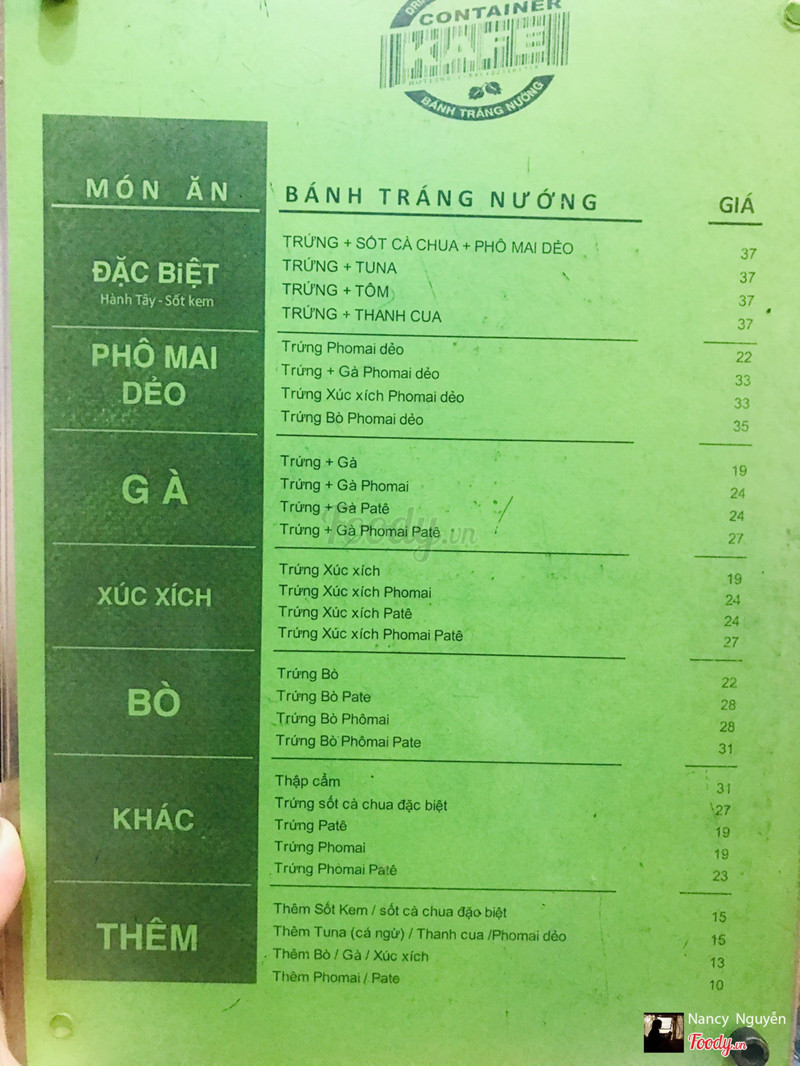 CONTAINER
KAFE
BÁNH TRÁNG NƯỚNG
MÓN ĂN BÁNH TRÁNG NƯỚNG GIÁ
ĐẶC BiỆT
Hành Tây - Sốt kem
TRỨNG + SỐT CÀ CHUA + PHÔ MAI DẺO 37
TRỨNG + TUNA 37
TRỨNG + TÔM 37
TRỨNG + THANH CUA 37
PHÔ MAI
DẺO
Trứng Phomai dẻo 22
Trứng + Gà Phomai dẻo 33
Trứng Xúc xích Phomai dẻo 33
Trứng Bò Phomai dẻo 35
GÀ
Trứng + Gà 19
Trứng + Gà Phomai 24
Trứng + Gà Patê 24
Trứng + Gà Phomai Patê 27
XÚC XÍCH
Trứng Xúc xích 19
Trứng Xúc xích Phomai 24
Trứng Xúc xích Patê 24
Trứng Xúc xích Phomai Patê 27
BÒ
Trứng Bò 22
Trứng Bò Pate 28
Trứng Bò Phômai 28
Trứng Bò Phômai Pate 31
KHÁC
Thập cẩm 31
Trứng sốt cà chua đặc biệt 27
Trứng Patê 19
Trứng Phomai 19
Trứng Phomai Patê 23
THÊM
Thêm Sốt Kem / sốt cà chua đặc biệt 15
Thêm Tuna (cá ngừ) / Thanh cua /Phomai dẻo 15
Thêm Bò / Gà / Xúc xích 13
Thêm Phomai / Pate 10
foody.vn
Nancy Nguyễn
Foody.vn